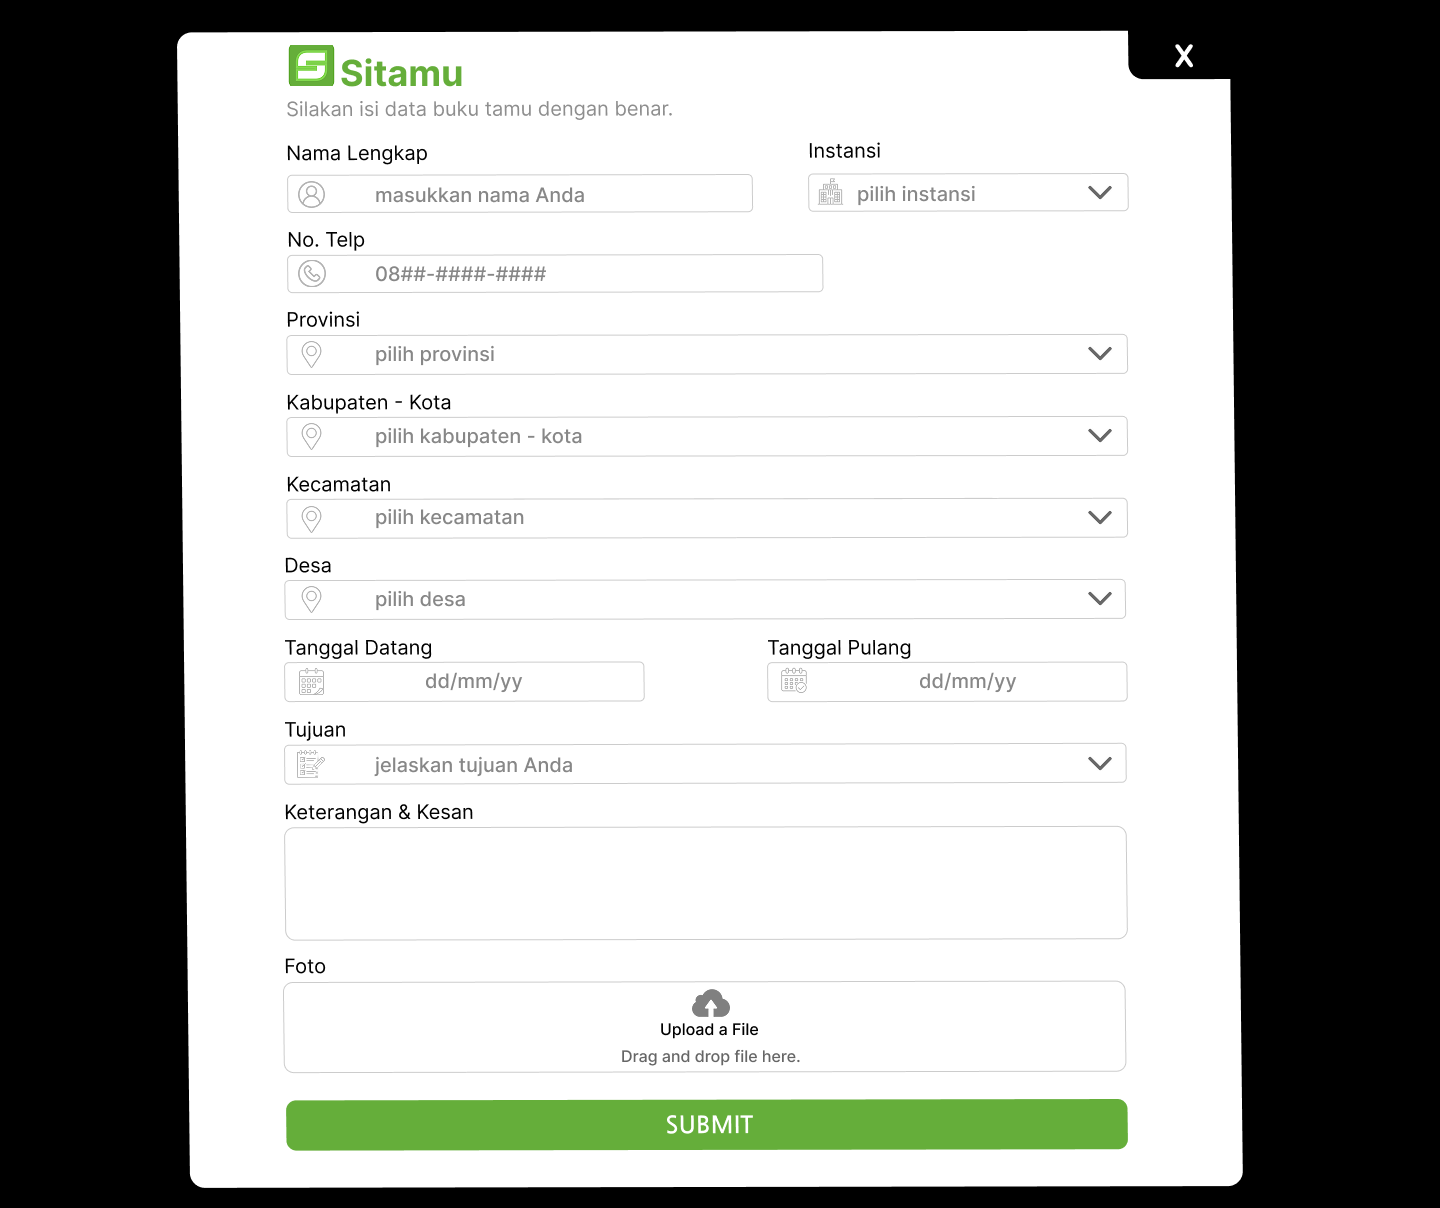 X
Sitamu
Silakan isi data buku tamu dengan benar.
Nama Lengkap
masukkan nama Anda
Instansi
pilih instansi
No. Telp
08##-####-####
Provinsi
pilih provinsi
Kabupaten - Kota
pilih kabupaten - kota
Kecamatan
pilih kecamatan
Desa
pilih desa
Tanggal Datang
dd/mm/yy
Tanggal Pulang
dd/mm/yy
Tujuan
jelaskan tujuan Anda
Keterangan & Kesan
Foto
Upload a File
Drag and drop file here.
SUBMIT